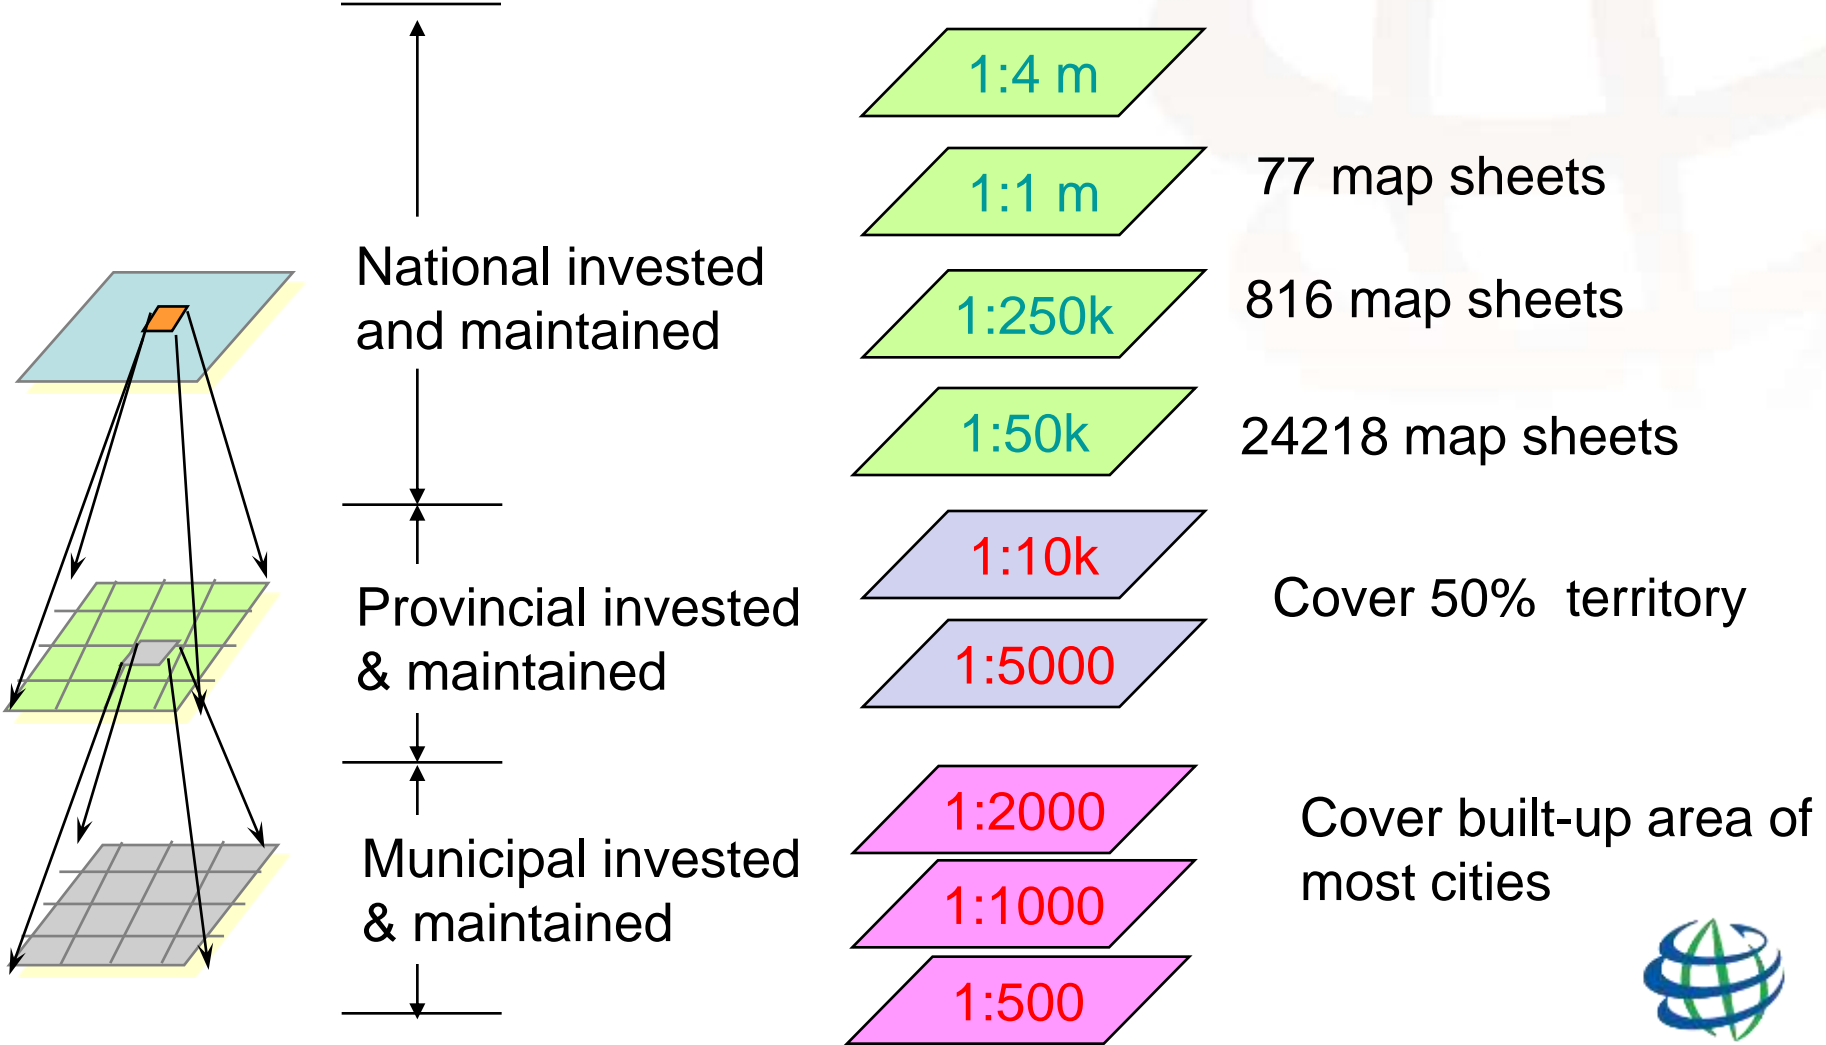 1:4 m
1:1 m
77 map sheets
National invested
and maintained
1:250k
816 map sheets
1:50k
24218 map sheets
Provincial invested
& maintained
1:10k
1:5000
Cover 50%  territory
Municipal invested
& maintained
1:2000
1:1000
1:500
Cover built-up area of
most cities